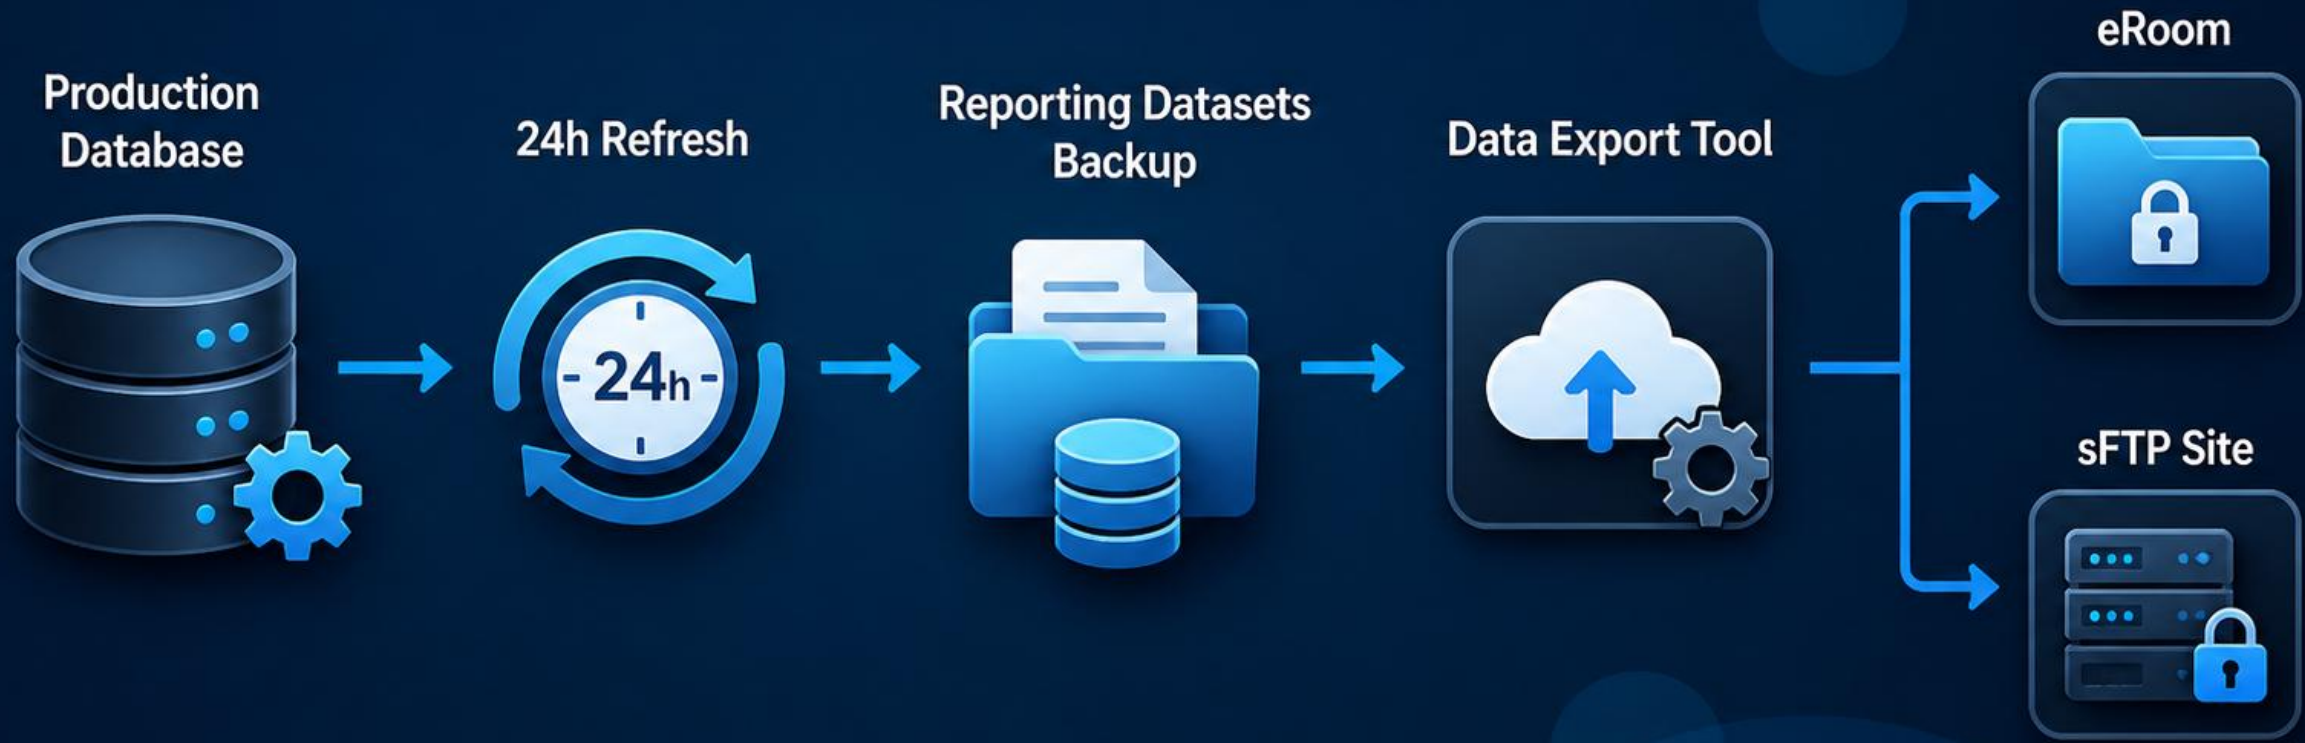 Production
Database
24h Refresh
24h
Reporting Datasets
Backup
Data Export Tool
eRoom
sFTP Site